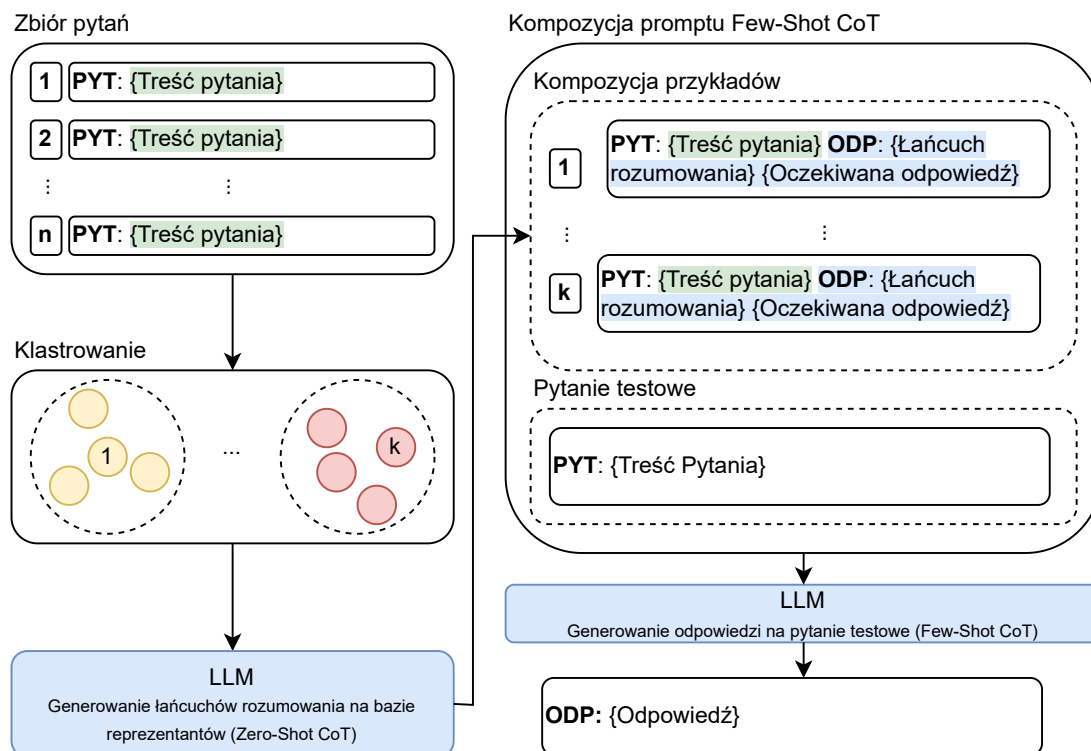 Zbiór pytań
1 PYT: {Treść pytania}
2 PYT: {Treść pytania}
⋮ ⋮
n PYT: {Treść pytania}
Klastrowanie
1 ... k
LLM
Generowanie łańcuchów rozumowania na bazie
reprezentantów (Zero-Shot CoT)
Kompozycja promptu Few-Shot CoT
Kompozycja przykładów
1 PYT: {Treść pytania} ODP: {Łańcuch
rozumowania} {Oczekiwana odpowiedź}
⋮ ⋮
k PYT: {Treść pytania} ODP: {Łańcuch
rozumowania} {Oczekiwana odpowiedź}
Pytanie testowe
PYT: {Treść Pytania}
LLM
Generowanie odpowiedzi na pytanie testowe (Few-Shot CoT)
ODP: {Odpowiedź}